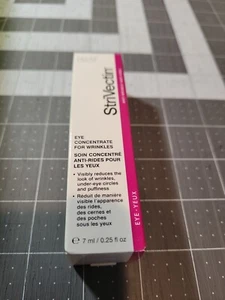 StriVectin®
EYE
CONCENTRATE
FOR WRINKLES
SOIN CONCENTRÉ
ANTI-RIDES POUR
LES YEUX
• Visibly reduces the
look of wrinkles,
under-eye circles
and puffiness
• Réduit de manière
visible l'apparence
des rides,
des cernes et
des poches
sous les yeux
EYE | YEUX
e 7 ml / 0.25 fl oz